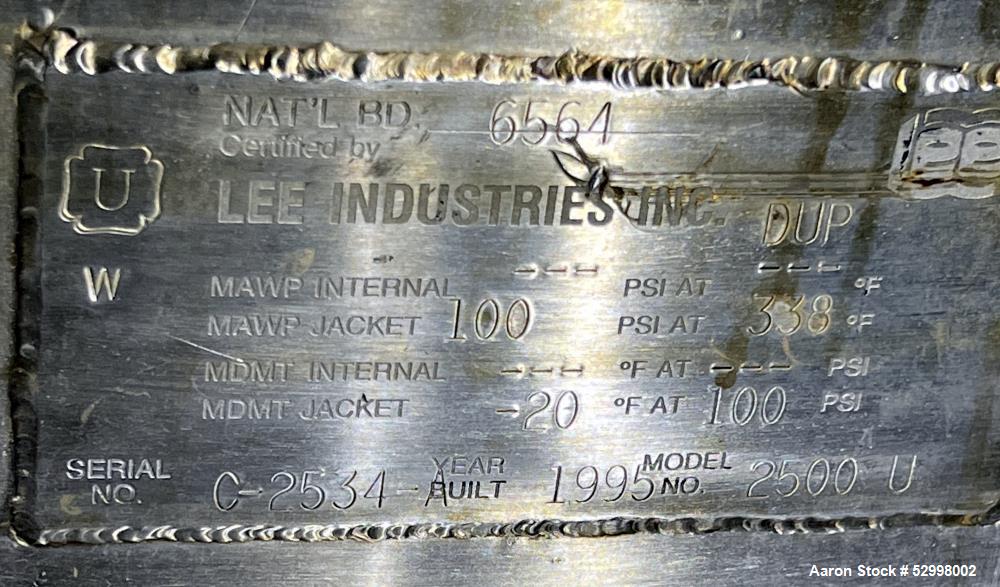 NAT'L BD. 6564
Certified by
LEE INDUSTRIES INC. DUP
U
W
MAWP INTERNAL --- PSI AT --- °F
MAWP JACKET 100 PSI AT 338 °F
MDMT INTERNAL --- °F AT --- PSI
MDMT JACKET -20 °F AT 100 PSI
SERIAL NO. C-2534-A YEAR BUILT 1995 MODEL NO. 2500 U
Aaron Stock # 52998002